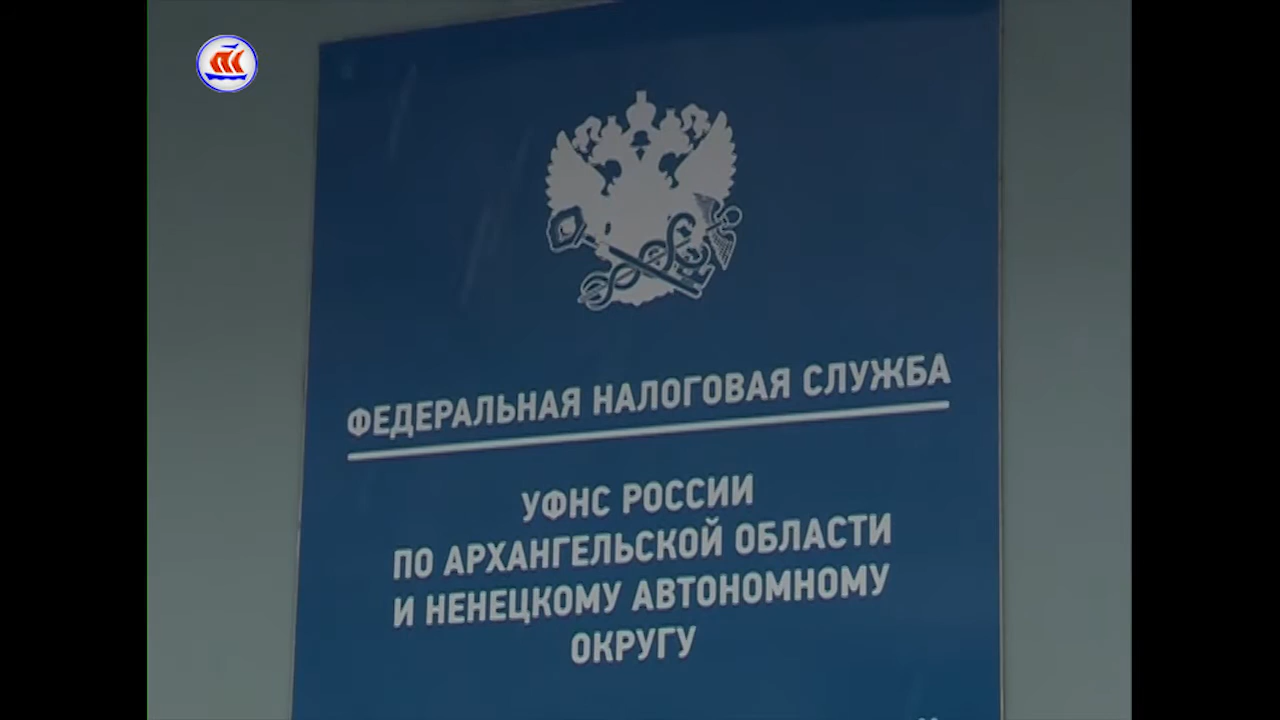 ФЕДЕРАЛЬНАЯ НАЛОГОВАЯ СЛУЖБА
УФНС РОССИИ
ПО АРХАНГЕЛЬСКОЙ ОБЛАСТИ
И НЕНЕЦКОМУ АВТОНОМНОМУ
ОКРУГУ